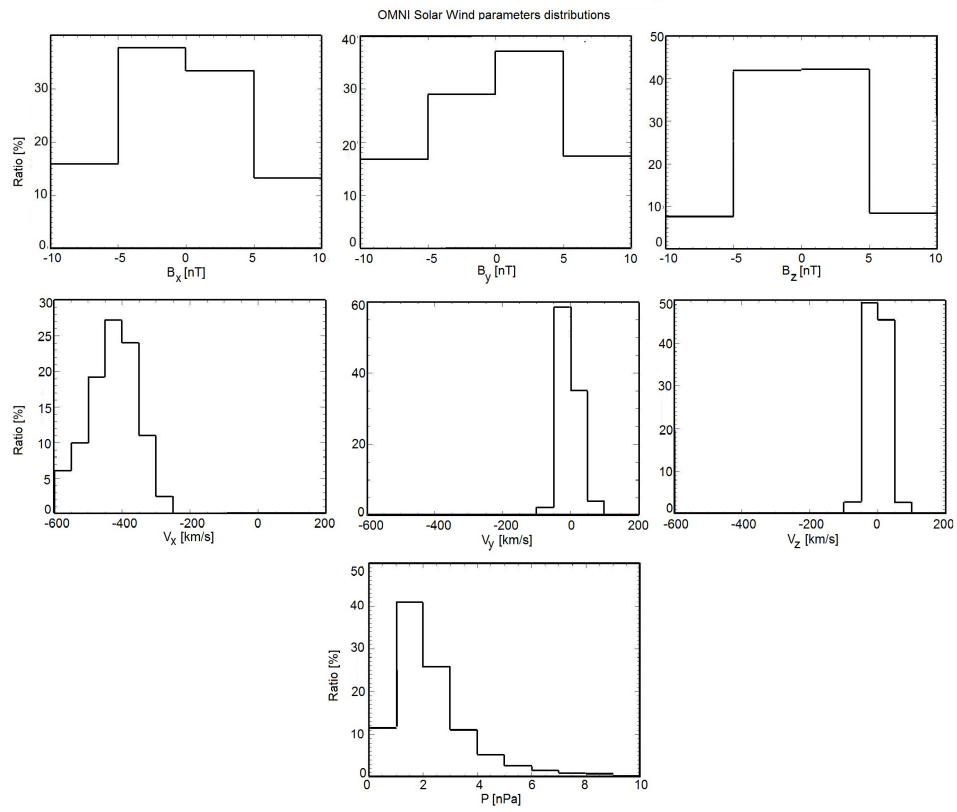 OMNI Solar Wind parameters distributions
Ratio [%]
30
20
10
0
-10 -5 0 5 10
Bx [nT]
40
30
20
10
0
-10 -5 0 5 10
By [nT]
50
40
30
20
10
0
-10 -5 0 5 10
Bz [nT]
Ratio [%]
30
25
20
15
10
5
0
-600 -400 -200 0 200
Vx [km/s]
60
40
20
0
-600 -400 -200 0 200
Vy [km/s]
50
40
30
20
10
0
-600 -400 -200 0 200
Vz [km/s]
Ratio [%]
50
40
30
20
10
0
0 2 4 6 8 10
P [nPa]